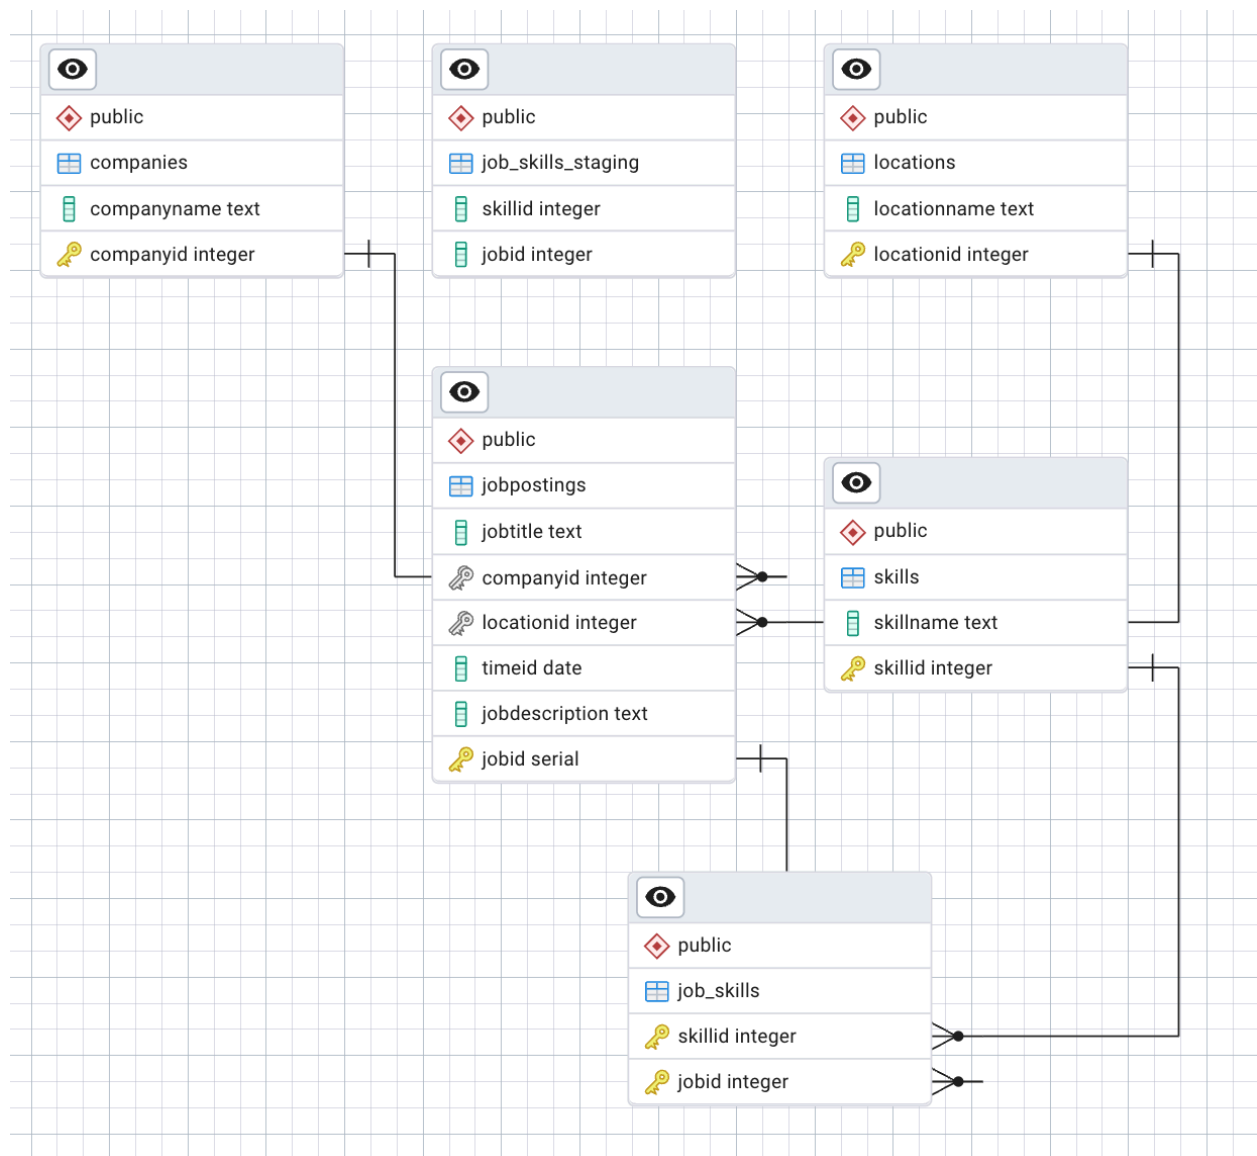 public
companies
companyname text
companyid integer
public
job_skills_staging
skillid integer
jobid integer
public
locations
locationname text
locationid integer
public
jobpostings
jobtitle text
companyid integer
locationid integer
timeid date
jobdescription text
jobid serial
public
skills
skillname text
skillid integer
public
job_skills
skillid integer
jobid integer